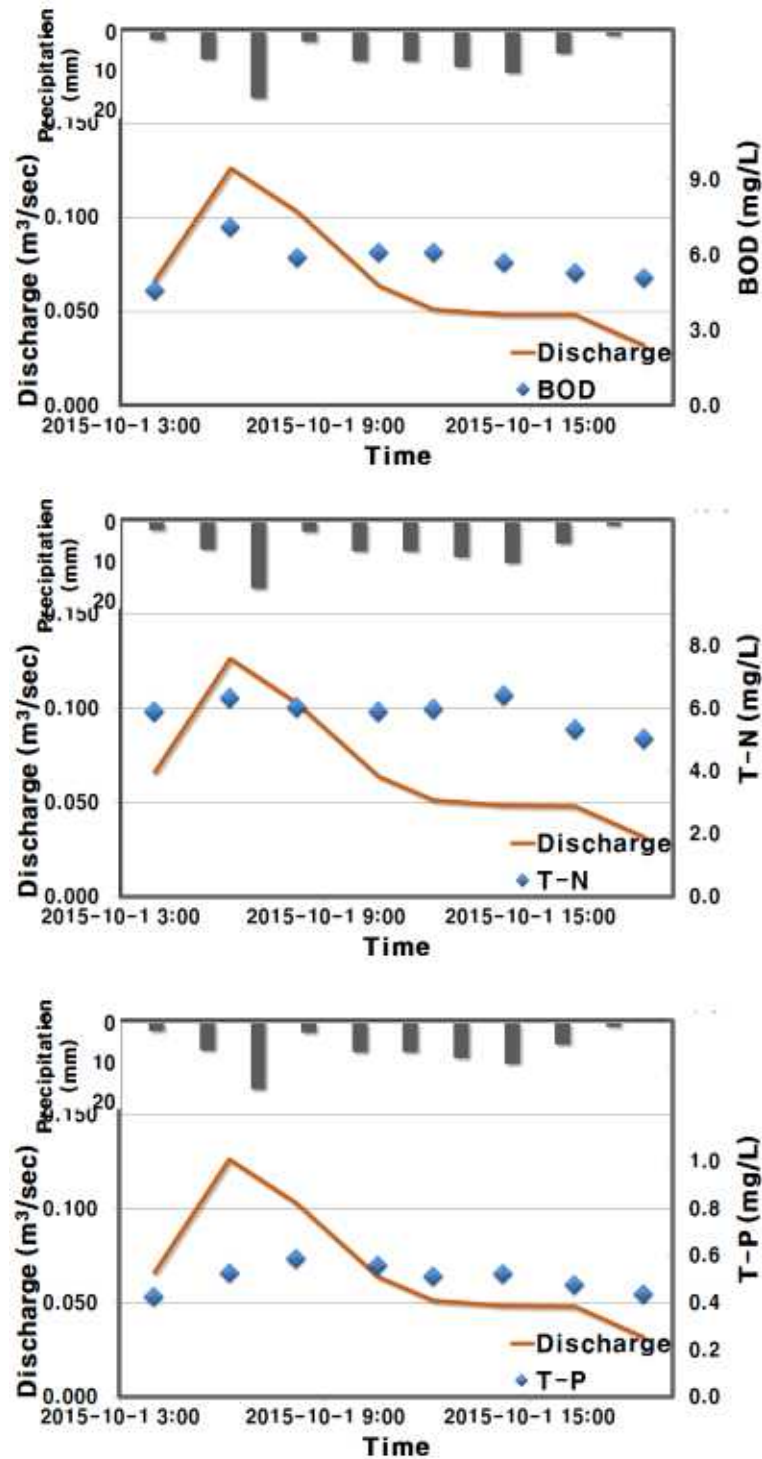 Precipitation
(mm)
0
10
20
0.150
0.100
0.050
0.000
Discharge (m³/sec)
9.0
6.0
3.0
0.0
BOD (mg/L)
Discharge
BOD
2015-10-1 3:00 2015-10-1 9:00 2015-10-1 15:00
Time
Precipitation
(mm)
0
10
20
0.150
0.100
0.050
0.000
Discharge (m³/sec)
8.0
6.0
4.0
2.0
0.0
T-N (mg/L)
Discharge
T-N
2015-10-1 3:00 2015-10-1 9:00 2015-10-1 15:00
Time
Precipitation
(mm)
0
10
20
0.150
0.100
0.050
0.000
Discharge (m³/sec)
1.0
0.8
0.6
0.4
0.2
0.0
T-P (mg/L)
Discharge
T-P
2015-10-1 3:00 2015-10-1 9:00 2015-10-1 15:00
Time